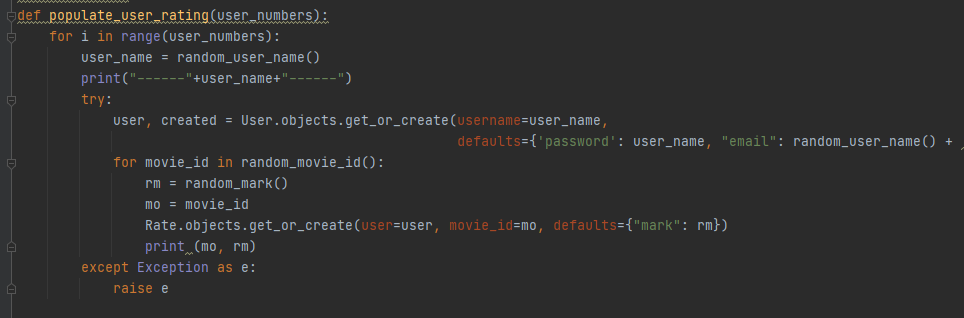 def populate_user_rating(user_numbers):
    for i in range(user_numbers):
        user_name = random_user_name()
        print("------"+user_name+"------")
        try:
            user, created = User.objects.get_or_create(username=user_name,
                                                       defaults={'password': user_name, "email": random_user_name() +
            for movie_id in random_movie_id():
                rm = random_mark()
                mo = movie_id
                Rate.objects.get_or_create(user=user, movie_id=mo, defaults={"mark": rm})
                print (mo, rm)
        except Exception as e:
            raise e